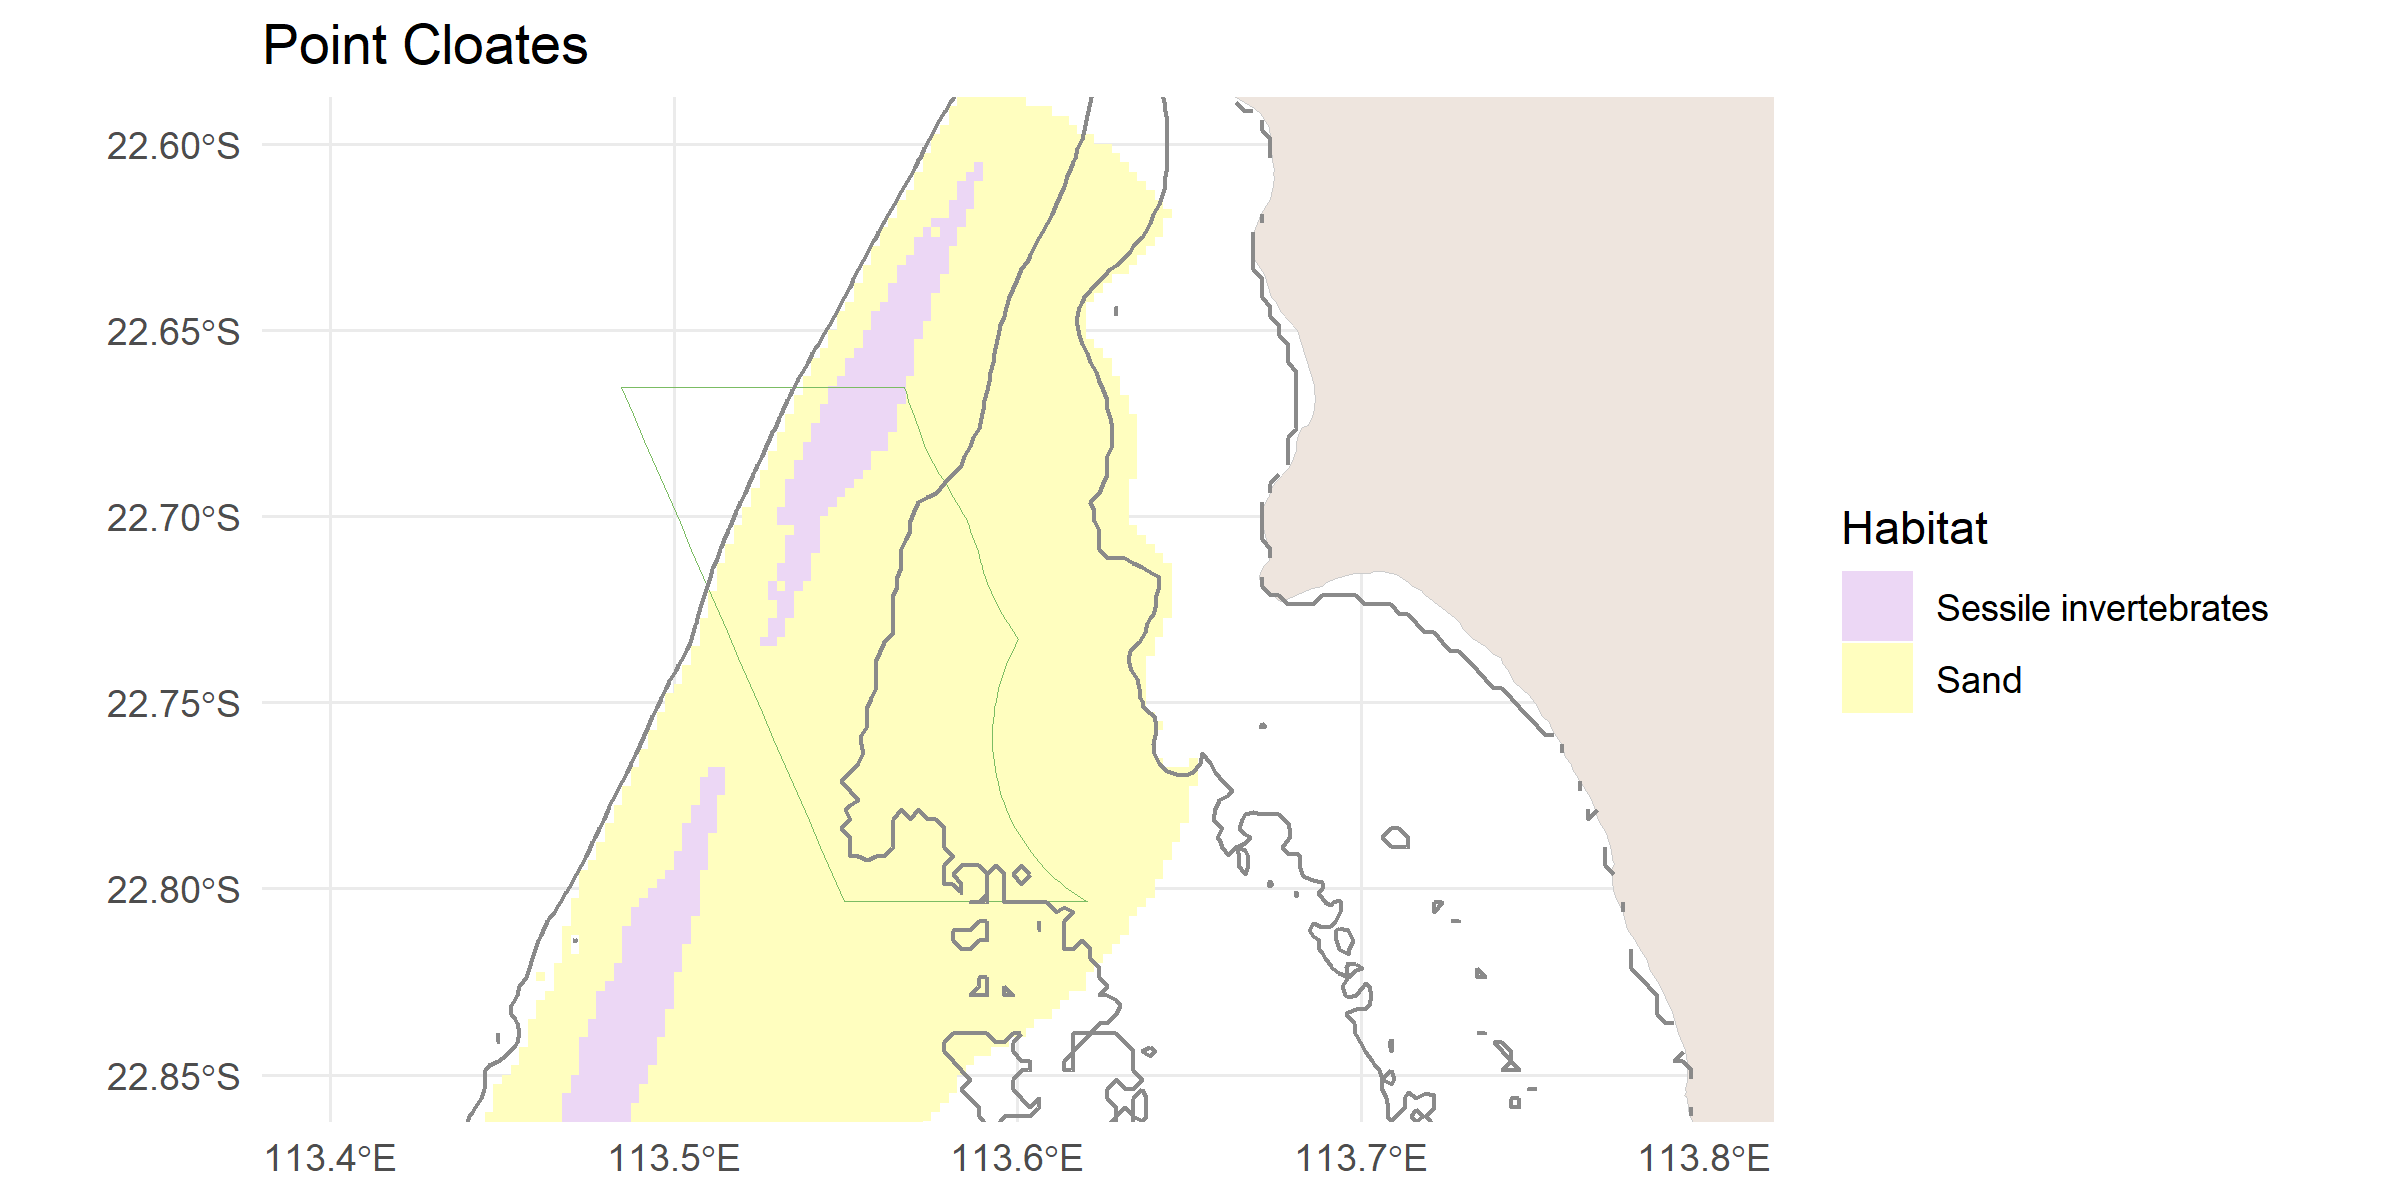 Point Cloates
22.60°S
22.65°S
22.70°S
22.75°S
22.80°S
22.85°S
113.4°E
113.5°E
113.6°E
113.7°E
113.8°E
Habitat
Sessile invertebrates
Sand